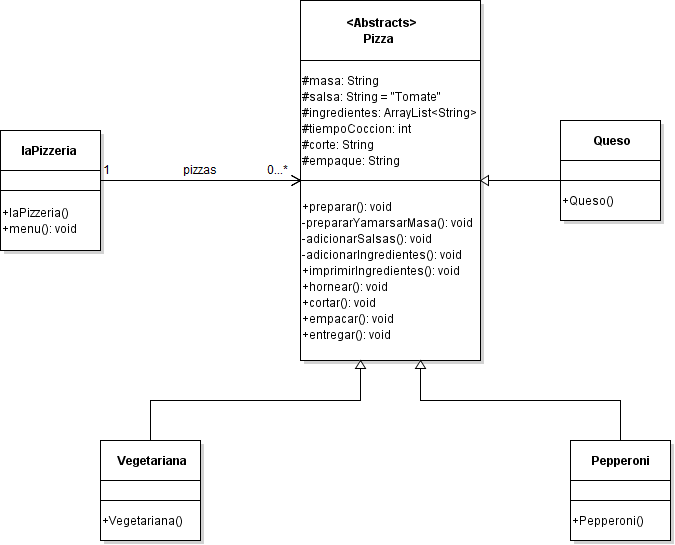 <Abstracts>
Pizza
#masa: String
#salsa: String = "Tomate"
#ingredientes: ArrayList<String>
#tiempoCoccion: int
#corte: String
#empaque: String
+preparar(): void
-prepararYamarsarMasa(): void
-adicionarSalsas(): void
-adicionarIngredientes(): void
+imprimirIngredientes(): void
+hornear(): void
+cortar(): void
+empacar(): void
+entregar(): void
laPizzeria
+laPizzeria()
+menu(): void
1
pizzas
0...*
Queso
+Queso()
Vegetariana
+Vegetariana()
Pepperoni
+Pepperoni()